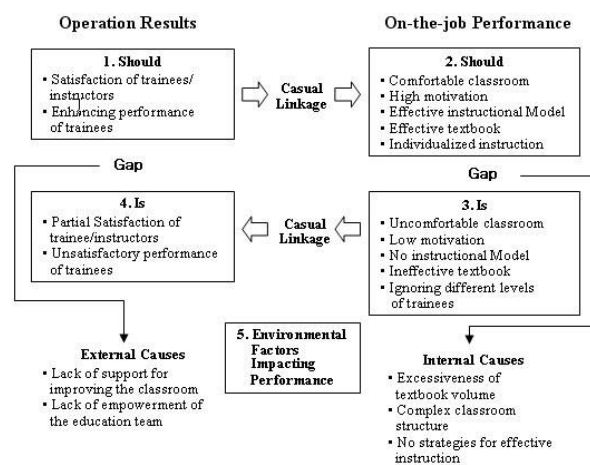 Operation Results
On-the-job Performance
1. Should
▪ Satisfaction of trainees/
instructors
▪ Enhancing performance
of trainees
Casual
Linkage
2. Should
▪ Comfortable classroom
▪ High motivation
▪ Effective instructional Model
▪ Effective textbook
▪ Individualized instruction
Gap
Gap
4. Is
▪ Partial Satisfaction of
trainee/instructors
▪ Unsatisfactory performance
of trainees
Casual
Linkage
3. Is
▪ Uncomfortable classroom
▪ Low motivation
▪ No instructional Model
▪ Ineffective textbook
▪ Ignoring different levels
of trainees
External Causes
▪ Lack of support for
improving the classroom
▪ Lack of empowerment of
the education team
5. Environmental
Factors
Impacting
Performance
Internal Causes
▪ Excessiveness of
textbook volume
▪ Complex classroom
structure
▪ No strategies for effective
instruction